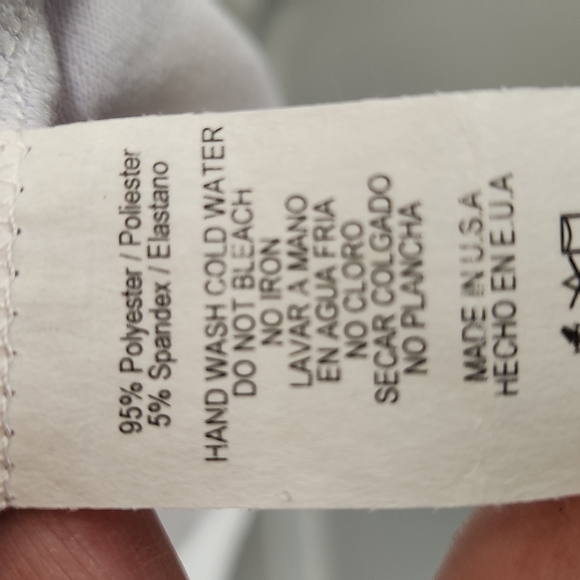 95% Polyester / Poliester
5% Spandex / Elastano
HAND WASH COLD WATER
DO NOT BLEACH
NO IRON
LAVAR A MANO
EN AGUA FRIA
NO CLORO
SECAR COLGADO
NO PLANCHA
MADE IN U.S.A
HECHO EN E.U.A